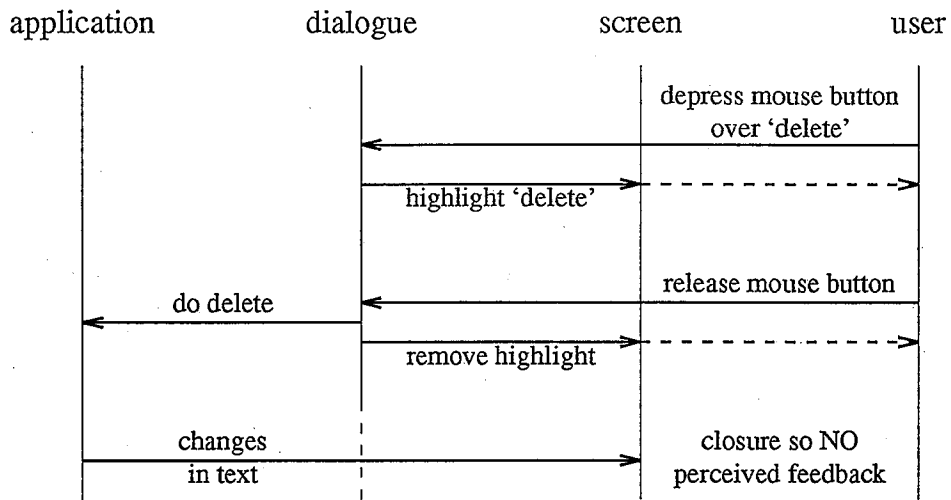 application dialogue screen user
depress mouse button
over ‘delete’
highlight ‘delete’
release mouse button
do delete
remove highlight
changes
in text
closure so NO
perceived feedback